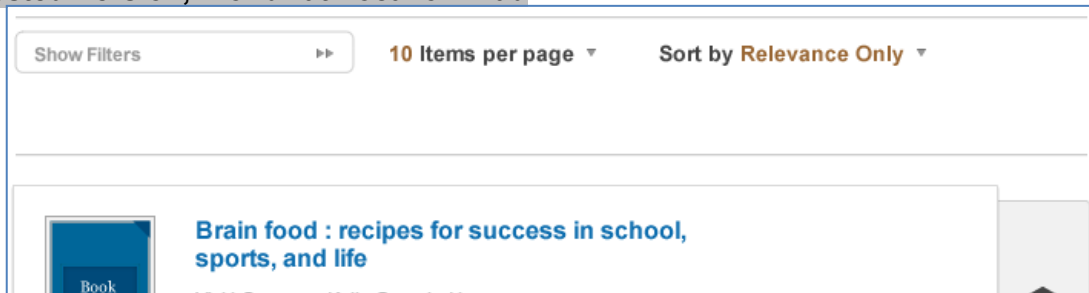 Show Filters
10 Items per page
Sort by Relevance Only
Brain food : recipes for success in school,
sports, and life
Book